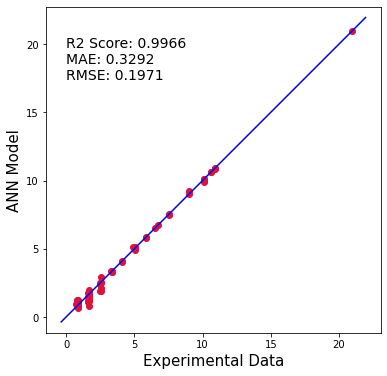 R2 Score: 0.9966
MAE: 0.3292
RMSE: 0.1971
20
15
10
5
0
ANN Model
0 5 10 15 20
Experimental Data